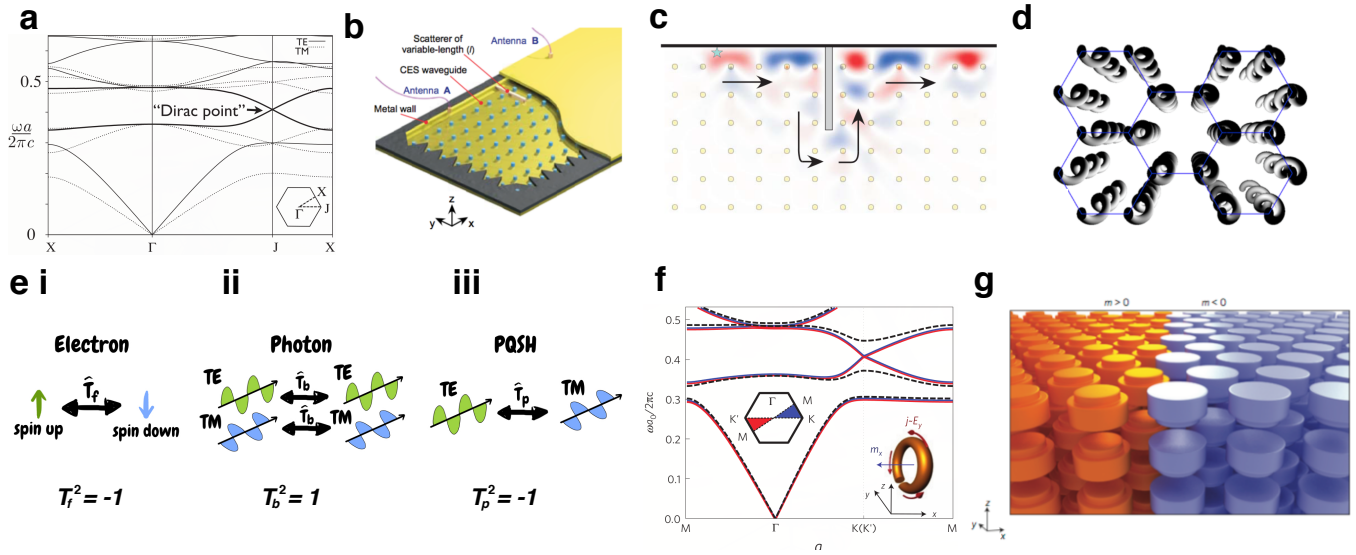 a
TE
TM
0.5
"Dirac point"
ωa
2πc
0
X
Γ
J
X
X
Γ
J
b
Scatterer of
variable-length (l)
Antenna B
CES waveguide
Antenna A
Metal wall
z
y
x
c
d
e i
Electron
T̂f
spin up
spin down
Tf² = -1
ii
Photon
TE
T̂b
TE
TM
T̂b
TM
Tb² = 1
iii
PQSH
TE
T̂p
TM
Tp² = -1
f
0.5
0.4
0.3
0.2
0.1
0.0
ωa₀/2πc
Γ
M
K'
K
M
j-Ey
mx
z
y
x
M
Γ
K(K')
M
g
m > 0
m < 0
z
y
x